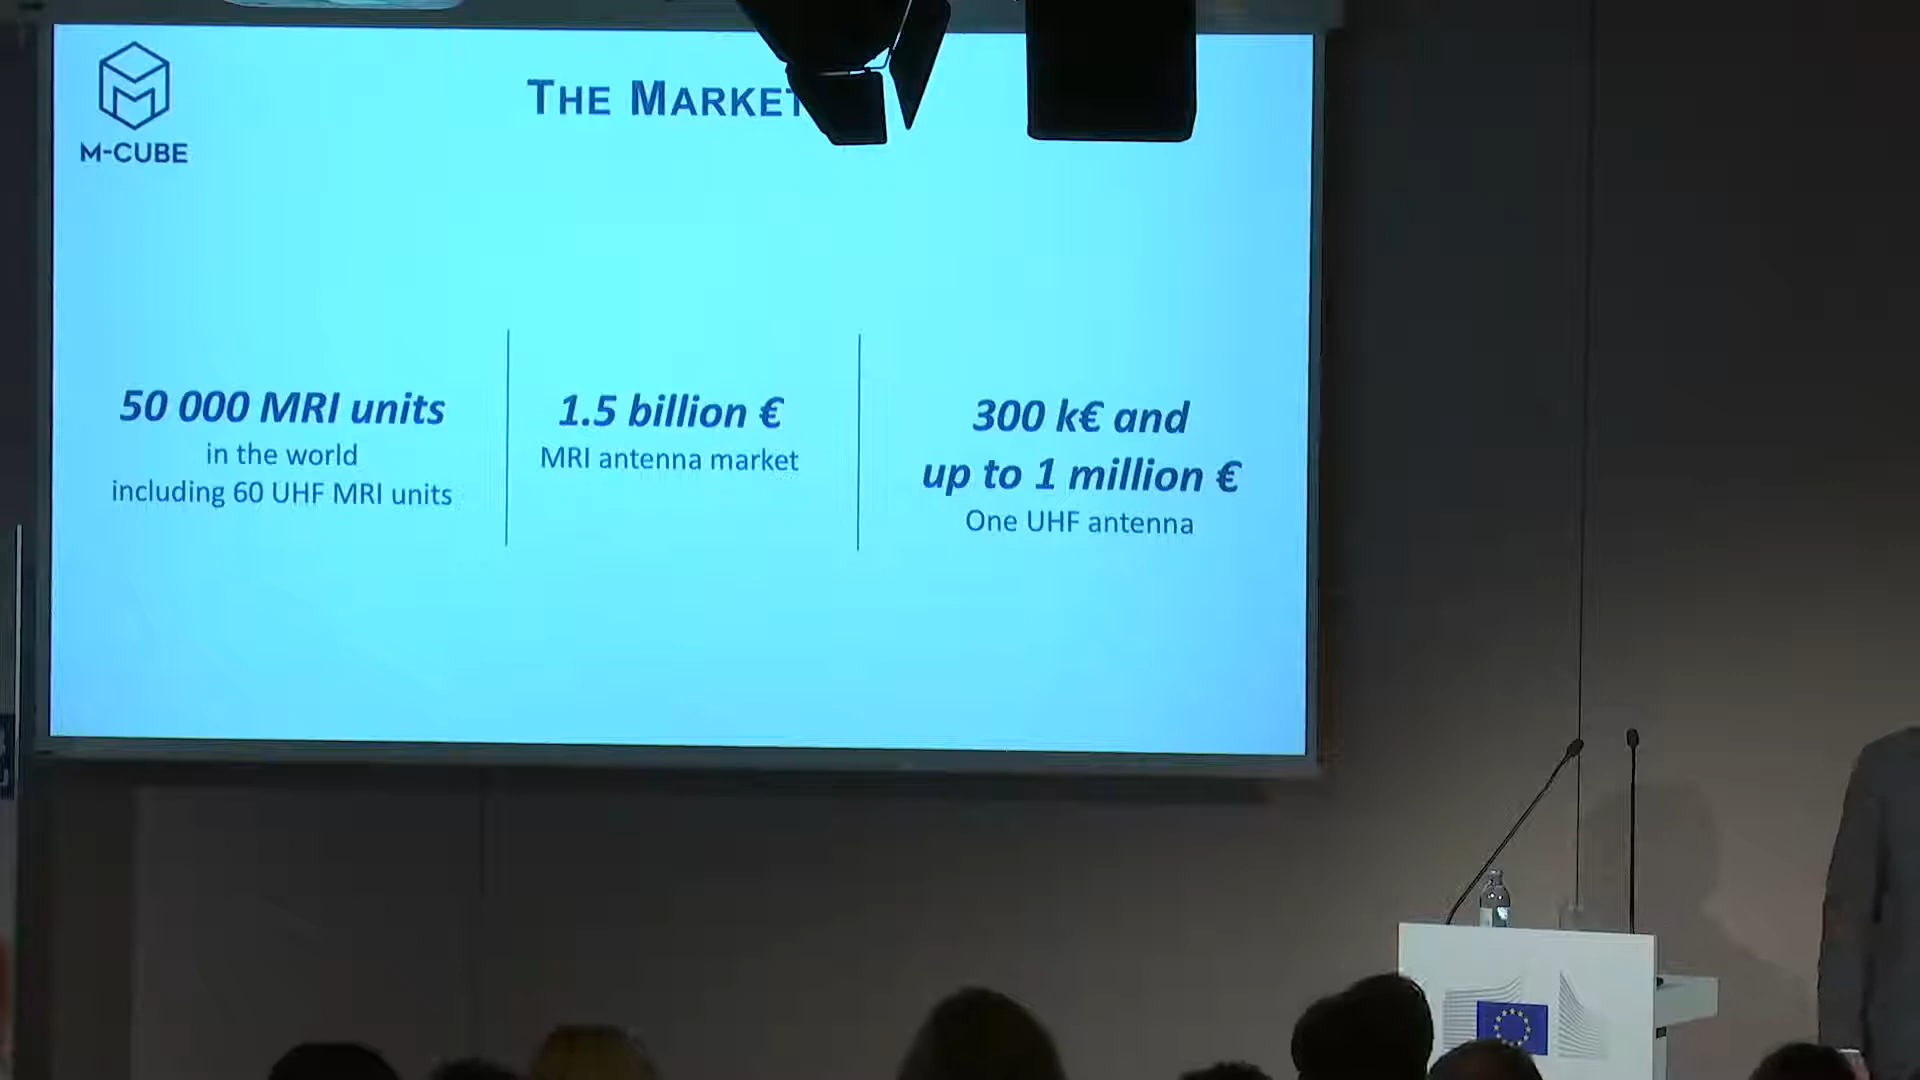 M-CUBE
THE MARKET
50 000 MRI units
in the world
including 60 UHF MRI units
1.5 billion €
MRI antenna market
300 k€ and
up to 1 million €
One UHF antenna